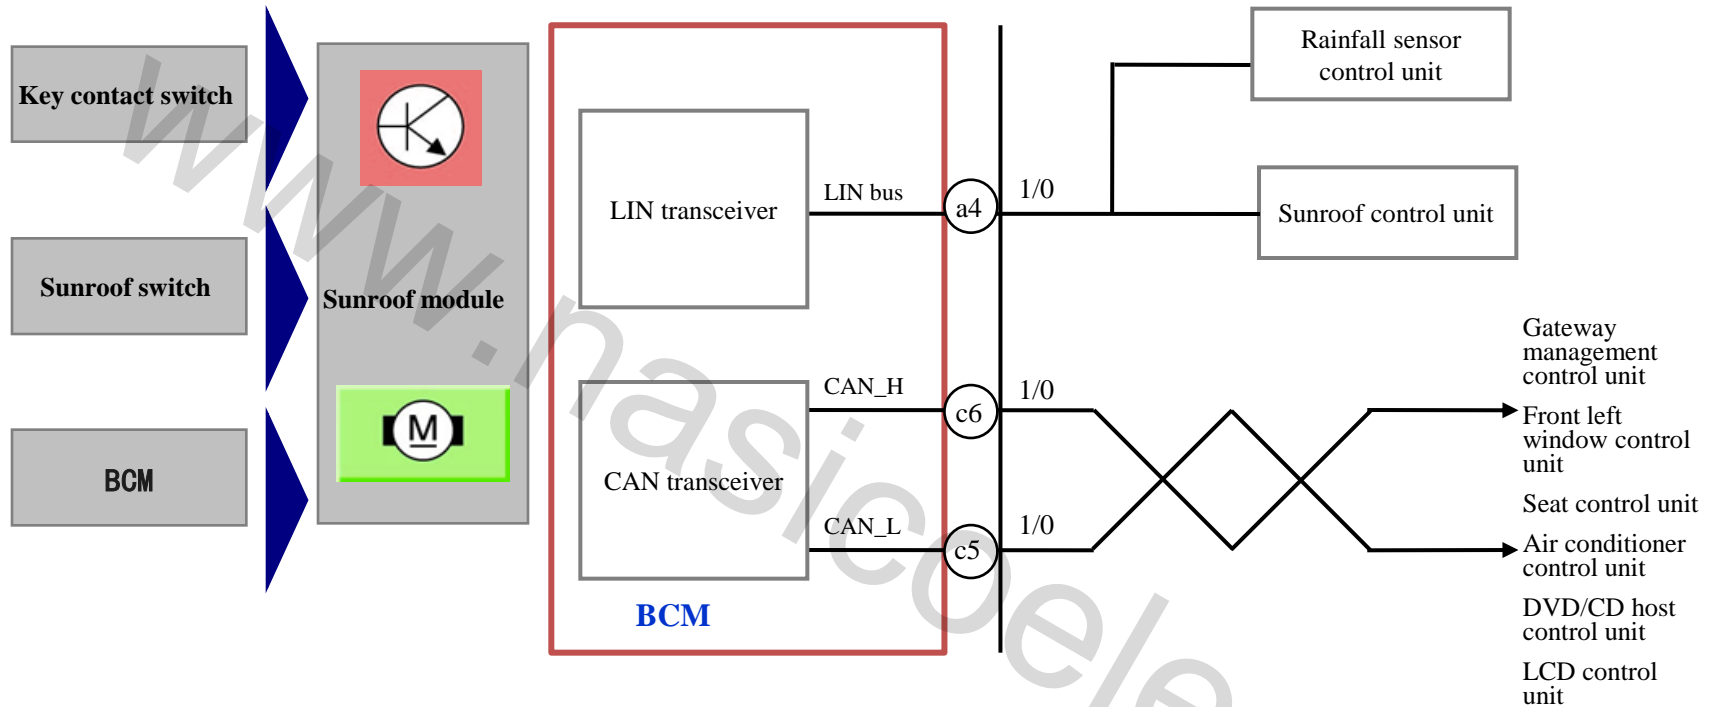 Key contact switch
Sunroof switch
BCM
Sunroof module
M
LIN transceiver
LIN bus
a4
1/0
Rainfall sensor
control unit
Sunroof control unit
CAN transceiver
CAN_H
c6
1/0
CAN_L
c5
1/0
BCM
Gateway
management
control unit
Front left
window control
unit
Seat control unit
Air conditioner
control unit
DVD/CD host
control unit
LCD control
unit
www.nasicoele